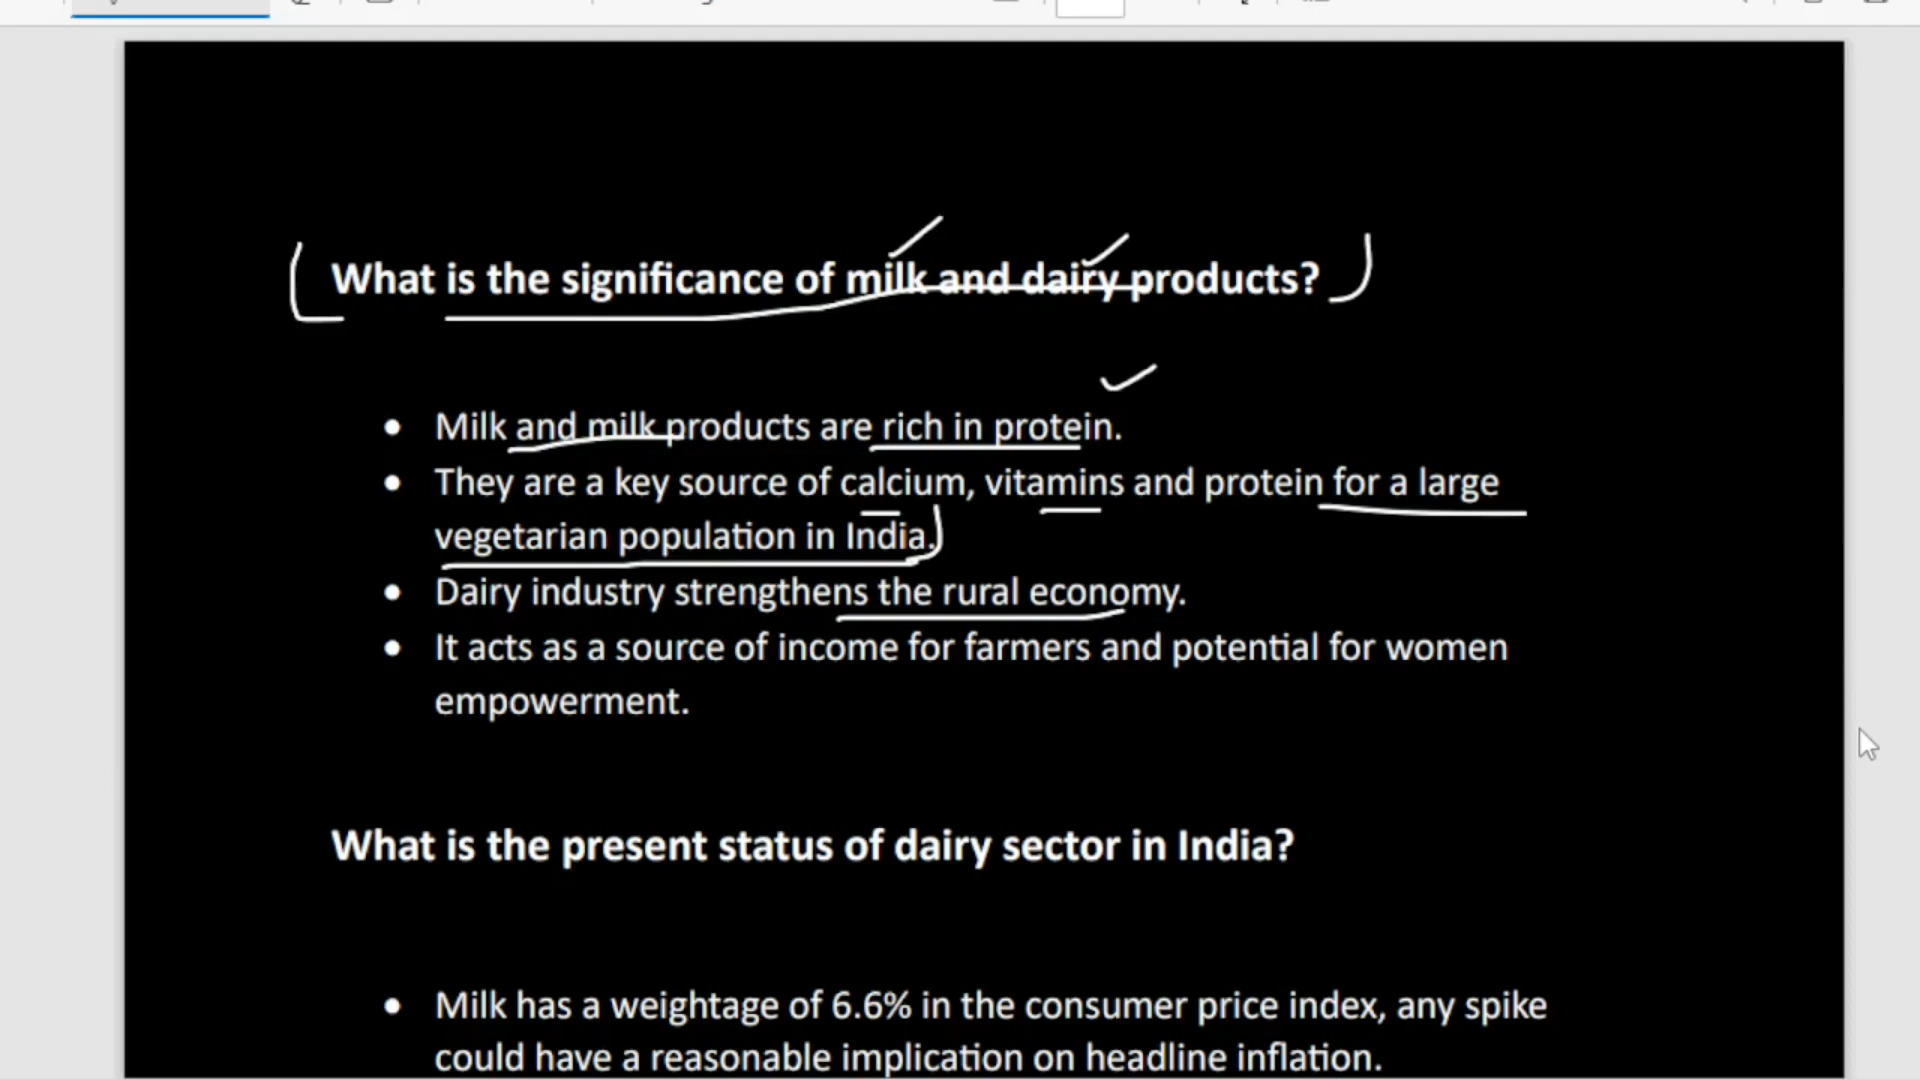 What is the significance of milk and dairy products?
• Milk and milk products are rich in protein.
• They are a key source of calcium, vitamins and protein for a large
vegetarian population in India.
• Dairy industry strengthens the rural economy.
• It acts as a source of income for farmers and potential for women
empowerment.
What is the present status of dairy sector in India?
• Milk has a weightage of 6.6% in the consumer price index, any spike
could have a reasonable implication on headline inflation.